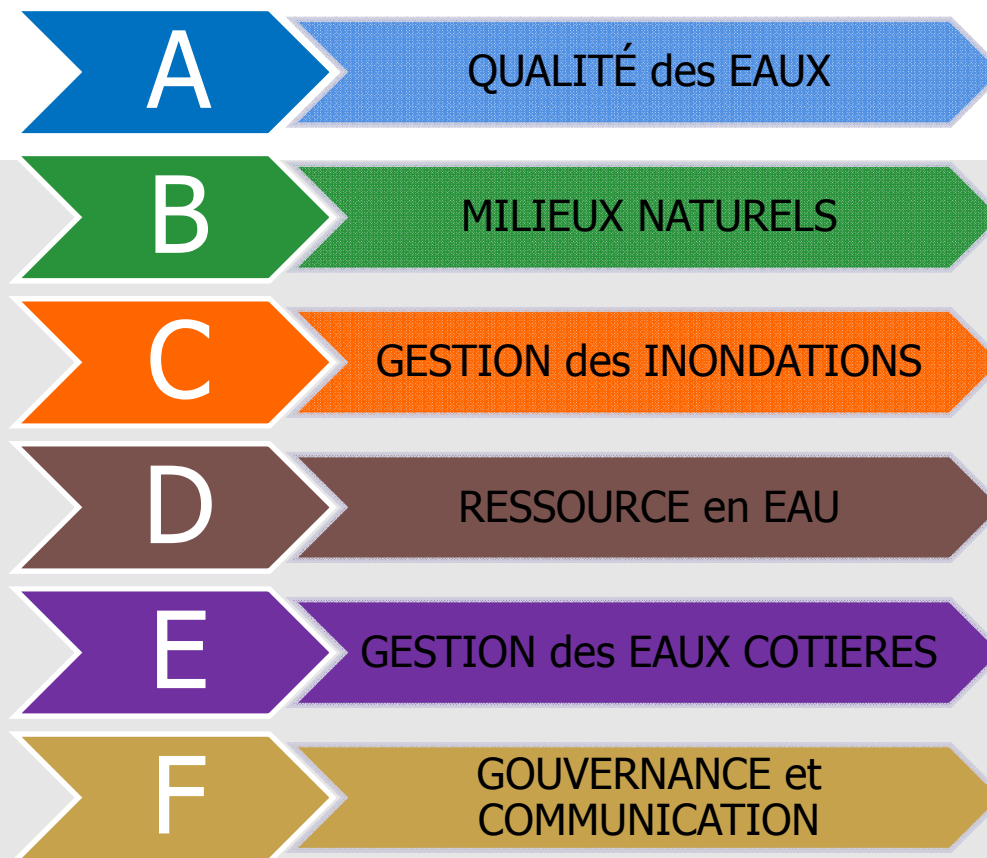 A
QUALITÉ des EAUX
B
MILIEUX NATURELS
C
GESTION des INONDATIONS
D
RESSOURCE en EAU
E
GESTION des EAUX COTIERES
F
GOUVERNANCE et
COMMUNICATION